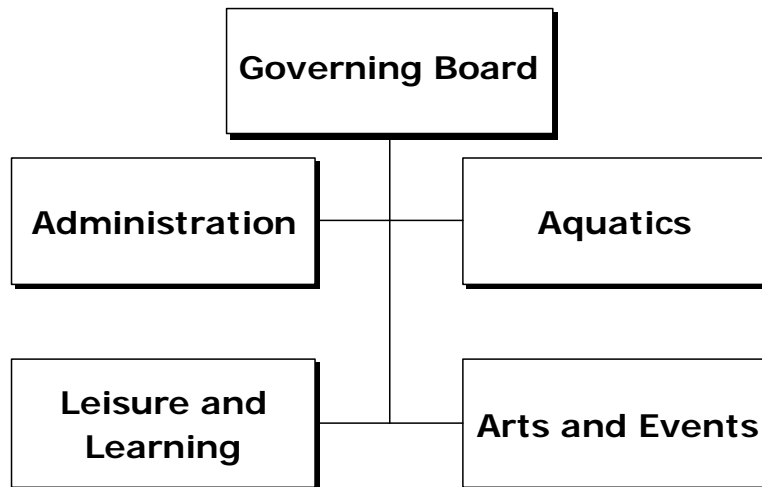 Governing Board
Administration
Aquatics
Leisure and
Learning
Arts and Events